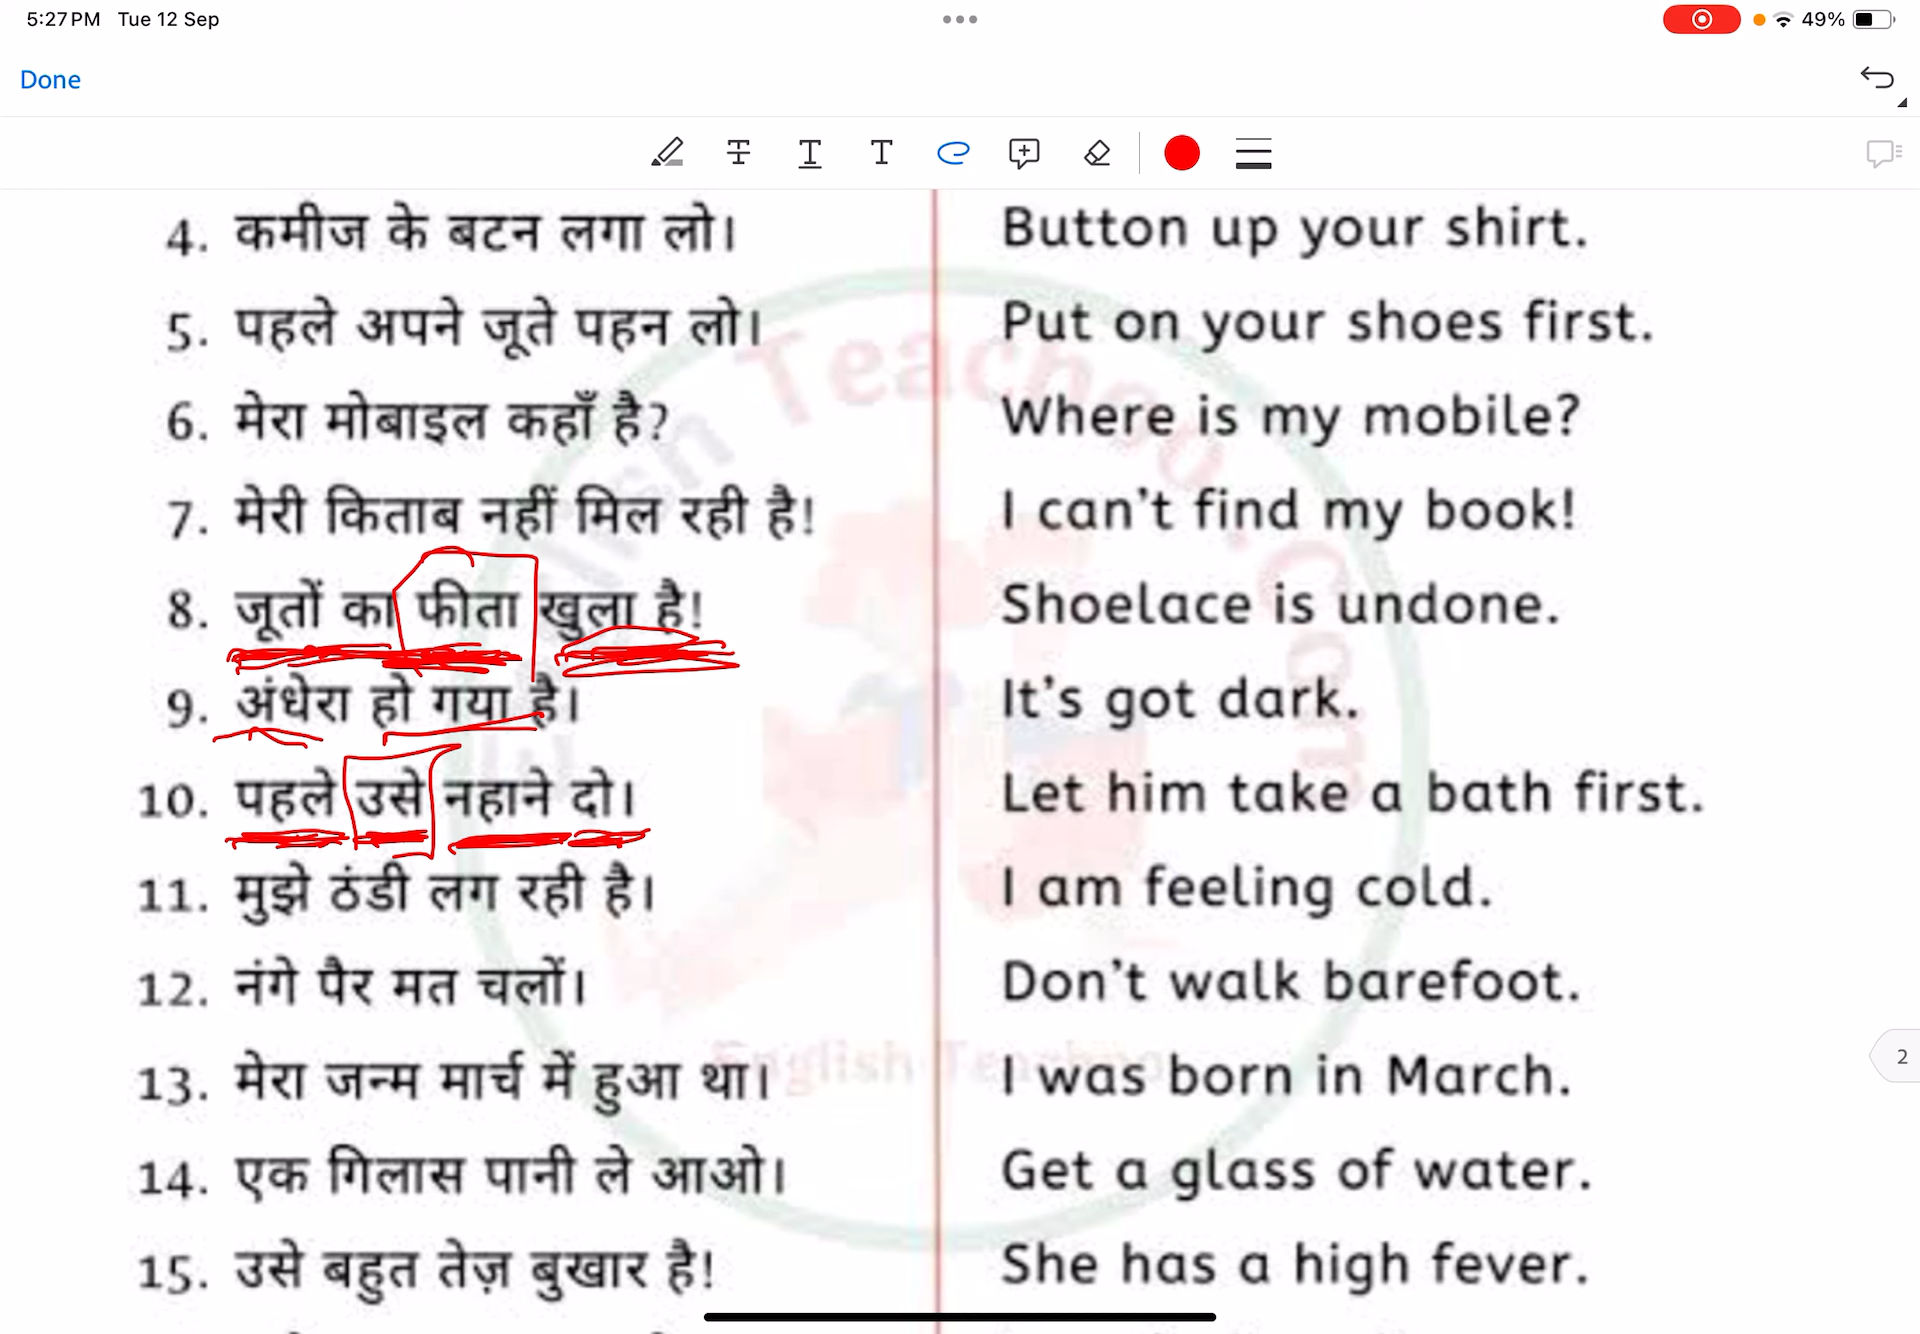 5:27 PM Tue 12 Sep 49%
Done
4. कमीज के बटन लगा लो। Button up your shirt.
5. पहले अपने जूते पहन लो। Put on your shoes first.
6. मेरा मोबाइल कहाँ है? Where is my mobile?
7. मेरी किताब नहीं मिल रही है! I can't find my book!
8. जूतों का फीता खुला है! Shoelace is undone.
9. अंधेरा हो गया है। It's got dark.
10. पहले उसे नहाने दो। Let him take a bath first.
11. मुझे ठंडी लग रही है। I am feeling cold.
12. नंगे पैर मत चलों। Don't walk barefoot.
13. मेरा जन्म मार्च में हुआ था। I was born in March.
14. एक गिलास पानी ले आओ। Get a glass of water.
15. उसे बहुत तेज़ बुखार है! She has a high fever.
2